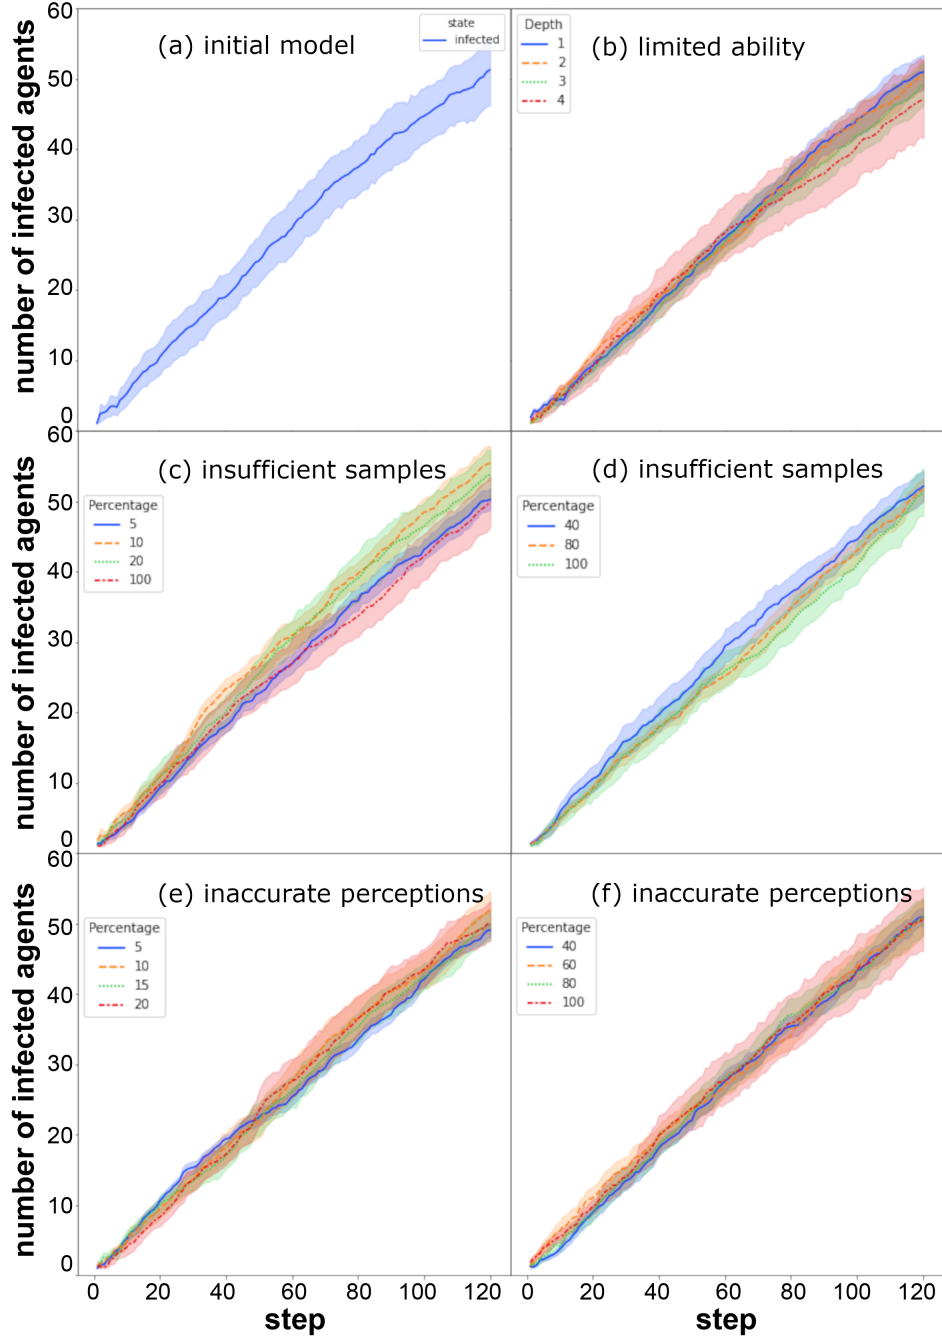 60
50
40
30
20
10
0
number of infected agents
(a) initial model
state
infected
(b) limited ability
Depth
1
2
3
4
60
50
40
30
20
10
0
number of infected agents
(c) insufficient samples
Percentage
5
10
20
100
(d) insufficient samples
Percentage
40
80
100
60
50
40
30
20
10
0
number of infected agents
(e) inaccurate perceptions
Percentage
5
10
15
20
(f) inaccurate perceptions
Percentage
40
60
80
100
0 20 40 60 80 100 120
0 20 40 60 80 100 120
step
step